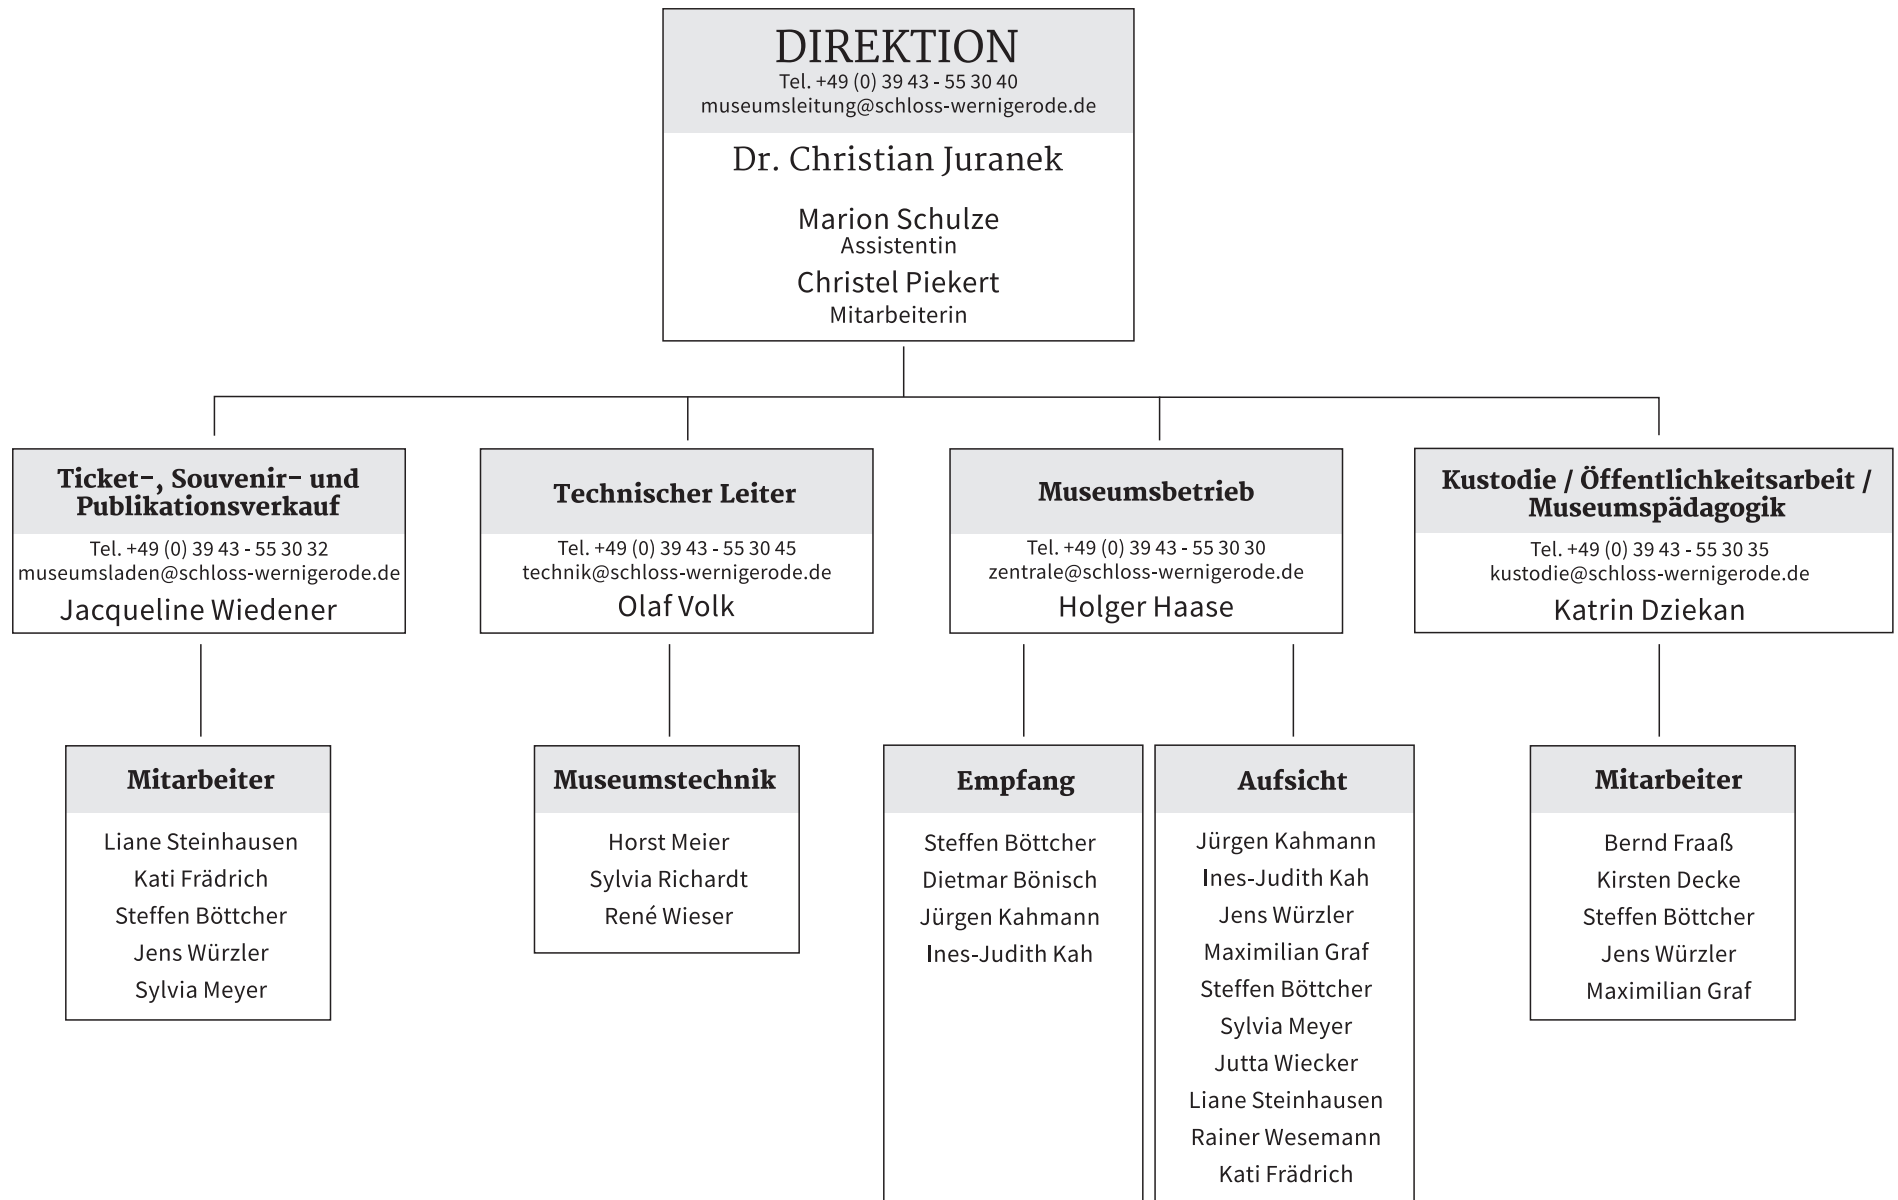 DIREKTION
Tel. +49 (0) 39 43 - 55 30 40
museumsleitung@schloss-wernigerode.de
Dr. Christian Juranek
Marion Schulze
Assistentin
Christel Piekert
Mitarbeiterin
Ticket-, Souvenir- und
Publikationsverkauf
Tel. +49 (0) 39 43 - 55 30 32
museumsladen@schloss-wernigerode.de
Jacqueline Wiedener
Technischer Leiter
Tel. +49 (0) 39 43 - 55 30 45
technik@schloss-wernigerode.de
Olaf Volk
Museumsbetrieb
Tel. +49 (0) 39 43 - 55 30 30
zentrale@schloss-wernigerode.de
Holger Haase
Kustodie / Öffentlichkeitsarbeit /
Museumspädagogik
Tel. +49 (0) 39 43 - 55 30 35
kustodie@schloss-wernigerode.de
Katrin Dziekan
Mitarbeiter
Liane Steinhausen
Kati Frädrich
Steffen Böttcher
Jens Würzler
Sylvia Meyer
Museumstechnik
Horst Meier
Sylvia Richardt
René Wieser
Empfang
Steffen Böttcher
Dietmar Bönisch
Jürgen Kahmann
Ines-Judith Kah
Aufsicht
Jürgen Kahmann
Ines-Judith Kah
Jens Würzler
Maximilian Graf
Steffen Böttcher
Sylvia Meyer
Jutta Wiecker
Liane Steinhausen
Rainer Wesemann
Kati Frädrich
Mitarbeiter
Bernd Fraaß
Kirsten Decke
Steffen Böttcher
Jens Würzler
Maximilian Graf